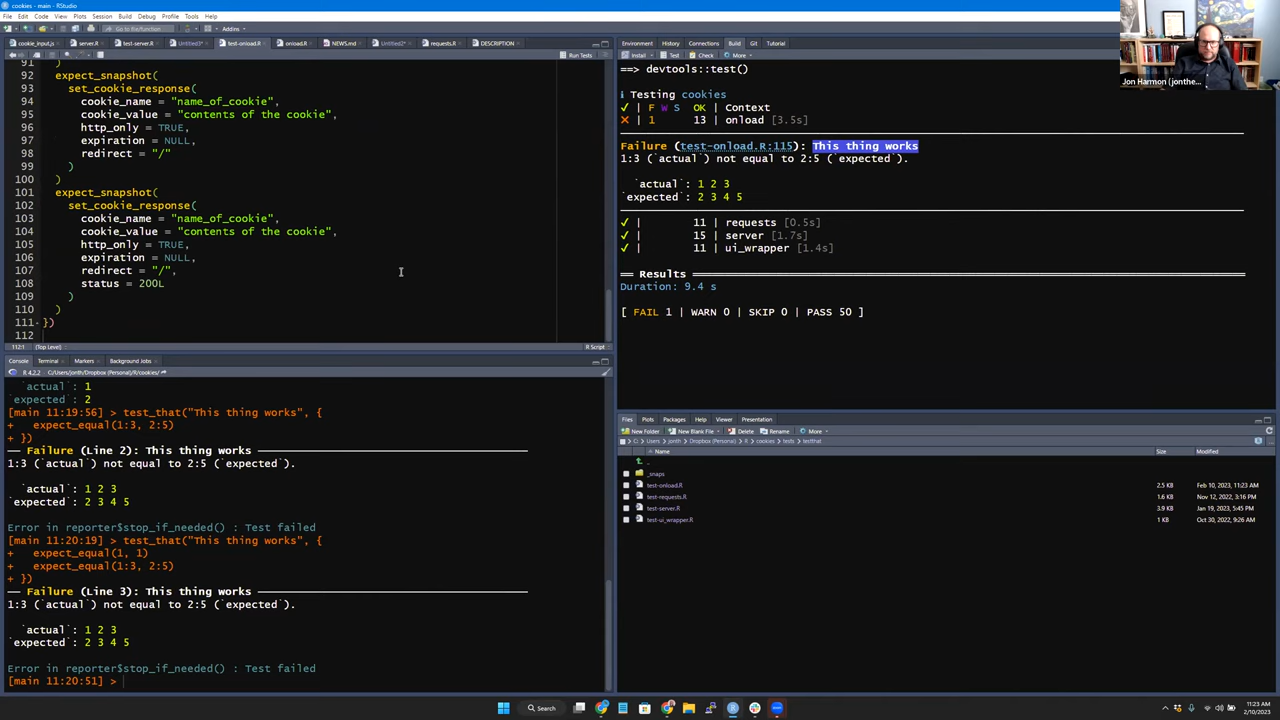 cookies - main - RStudio
File Edit Code View Plots Session Build Debug Profile Tools Help
Go to file/function Addins
cookie_input.js server.R test-server.R Untitled1* test-onload.R onload.R NEWS.md Untitled2* requests.R DESCRIPTION
Run Tests
91 )
92 expect_snapshot(
93 set_cookie_response(
94 cookie_name = "name_of_cookie",
95 cookie_value = "contents of the cookie",
96 http_only = TRUE,
97 expiration = NULL,
98 redirect = "/"
99 )
100 )
101 expect_snapshot(
102 set_cookie_response(
103 cookie_name = "name_of_cookie",
104 cookie_value = "contents of the cookie",
105 http_only = TRUE,
106 expiration = NULL,
107 redirect = "/",
108 status = 200L
109 )
110 )
111 })
112
112:1 (Top Level) R Script
Console Terminal Markers Background Jobs
R 4.2.2 C:/Users/jonth/Dropbox (Personal)/R/cookies/
`actual`: 1
`expected`: 2
[main 11:19:56] > test_that("This thing works", {
+ expect_equal(1:3, 2:5)
+ })
── Failure (Line 2): This thing works
1:3 (`actual`) not equal to 2:5 (`expected`).
`actual`: 1 2 3
`expected`: 2 3 4 5
Error in reporter$stop_if_needed() : Test failed
[main 11:20:19] > test_that("This thing works", {
+ expect_equal(1, 1)
+ expect_equal(1:3, 2:5)
+ })
── Failure (Line 3): This thing works
1:3 (`actual`) not equal to 2:5 (`expected`).
`actual`: 1 2 3
`expected`: 2 3 4 5
Error in reporter$stop_if_needed() : Test failed
[main 11:20:51] >
Environment History Connections Build Git Tutorial
Install Test Check More
==> devtools::test()
ℹ Testing cookies
✔ | F W S OK | Context
✖ | 1 13 | onload [3.5s]
Failure (test-onload.R:115): This thing works
1:3 (`actual`) not equal to 2:5 (`expected`).
`actual`: 1 2 3
`expected`: 2 3 4 5
✔ | 11 | requests [0.5s]
✔ | 15 | server [1.7s]
✔ | 11 | ui_wrapper [1.4s]
══ Results
Duration: 9.4 s
[ FAIL 1 | WARN 0 | SKIP 0 | PASS 50 ]
Files Plots Packages Help Viewer Presentation
New Folder New Blank File Delete Rename More
C: Users jonth Dropbox (Personal) R cookies tests testthat
Name Size Modified
..
_snaps
test-onload.R 2.5 KB Feb 10, 2023, 11:23 AM
test-requests.R 1.6 KB Nov 12, 2022, 3:16 PM
test-server.R 3.9 KB Jan 19, 2023, 5:45 PM
test-ui_wrapper.R 1 KB Oct 30, 2022, 9:26 AM
Jon Harmon (jonthe...
Search
11:23 AM
2/10/2023